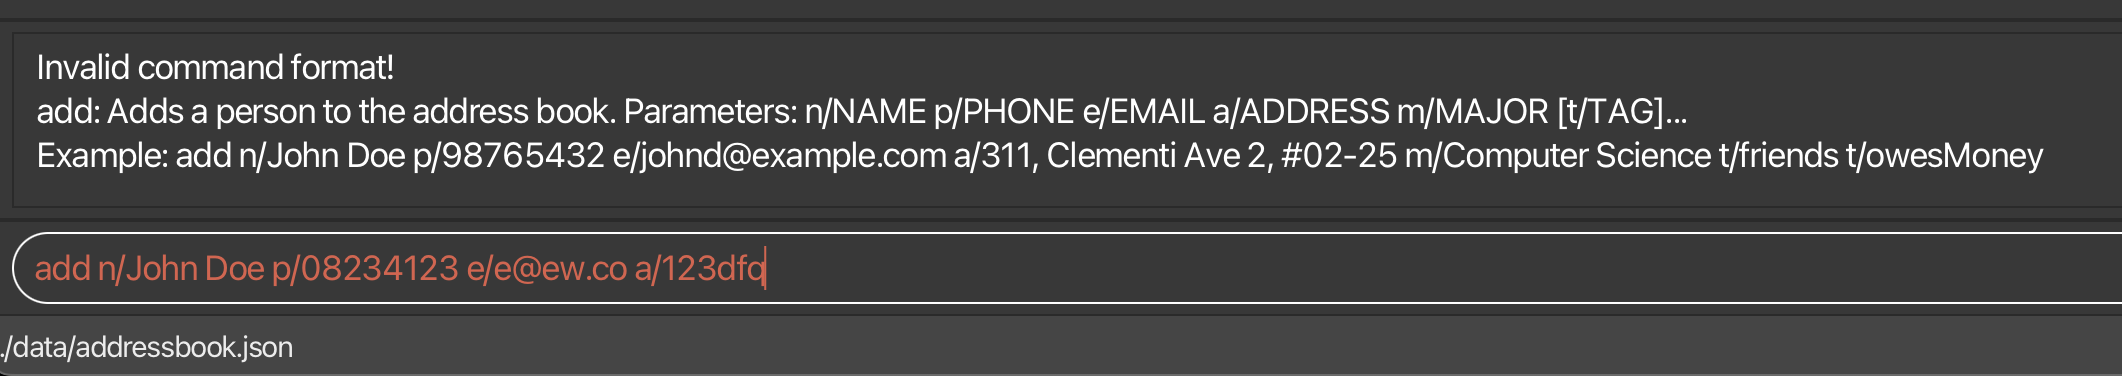 Invalid command format!
add: Adds a person to the address book. Parameters: n/NAME p/PHONE e/EMAIL a/ADDRESS m/MAJOR [t/TAG]...
Example: add n/John Doe p/98765432 e/johnd@example.com a/311, Clementi Ave 2, #02-25 m/Computer Science t/friends t/owesMoney
add n/John Doe p/08234123 e/e@ew.co a/123dfq
./data/addressbook.json